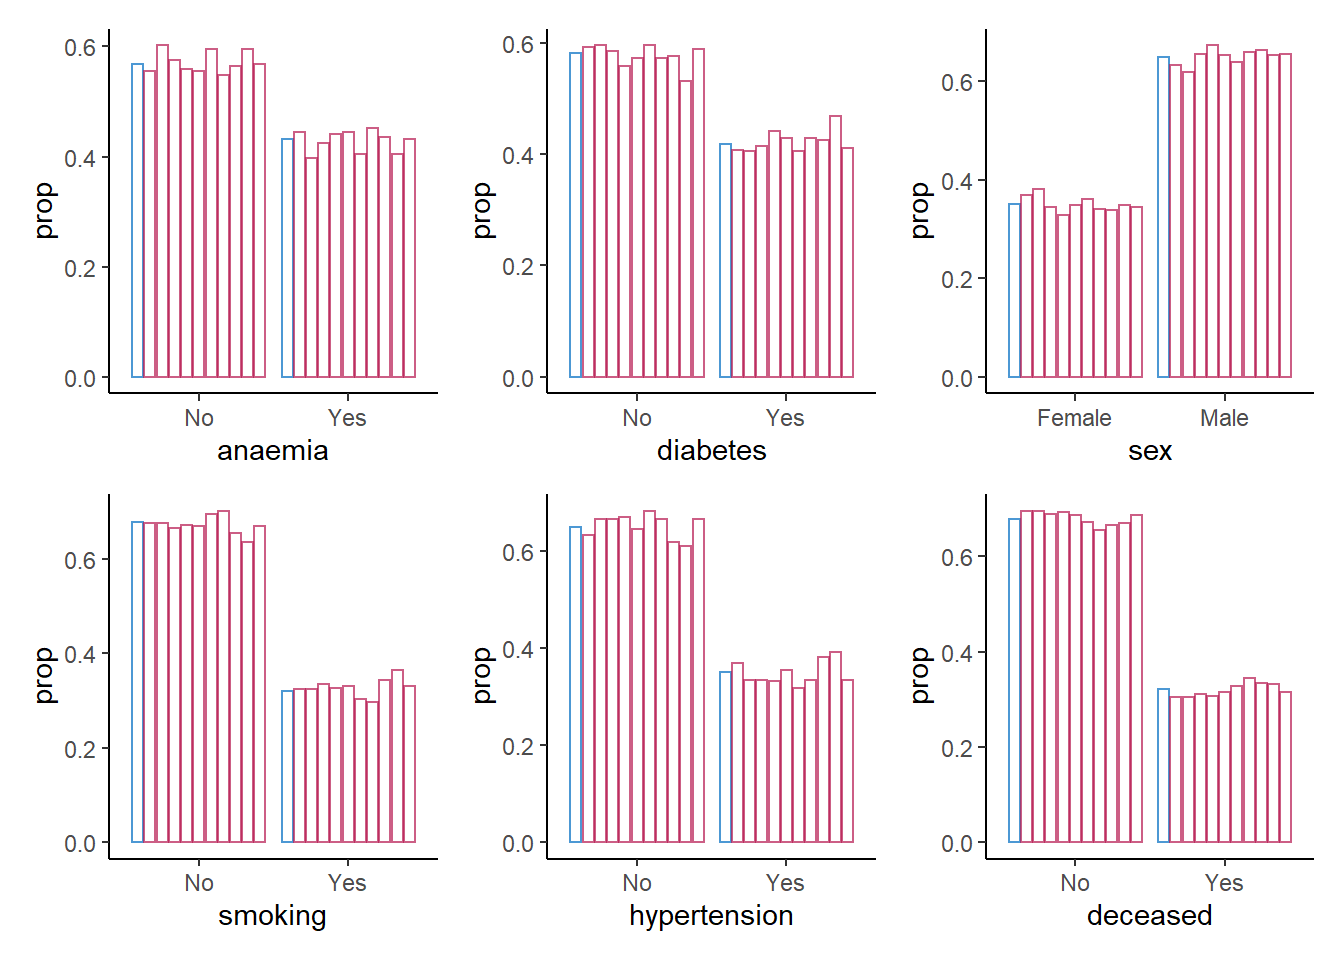 prop
0.6
0.4
0.2
0.0
No Yes
anaemia
prop
0.6
0.4
0.2
0.0
No Yes
diabetes
prop
0.6
0.4
0.2
0.0
Female Male
sex
prop
0.6
0.4
0.2
0.0
No Yes
smoking
prop
0.6
0.4
0.2
0.0
No Yes
hypertension
prop
0.6
0.4
0.2
0.0
No Yes
deceased